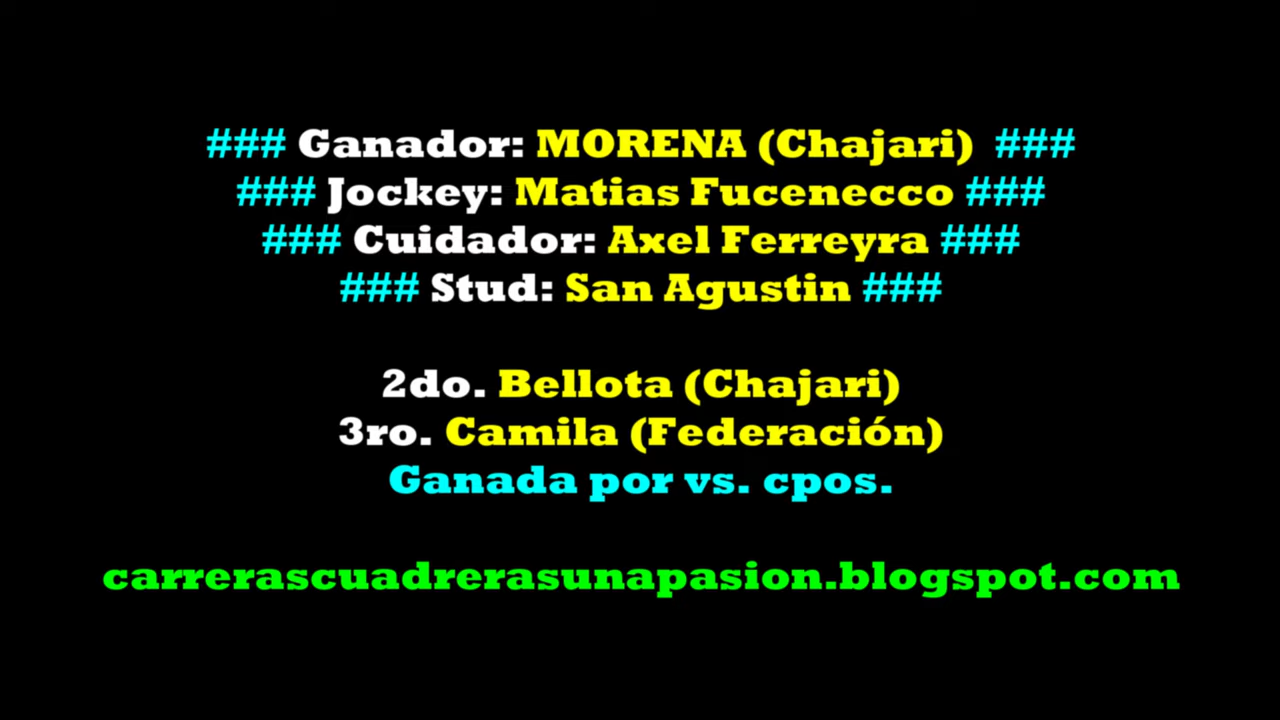 ### Ganador: MORENA (Chajari) ###
### Jockey: Matias Fucenecco ###
### Cuidador: Axel Ferreyra ###
### Stud: San Agustin ###
2do. Bellota (Chajari)
3ro. Camila (Federación)
Ganada por vs. cpos.
carrerascuadrerasunapasion.blogspot.com